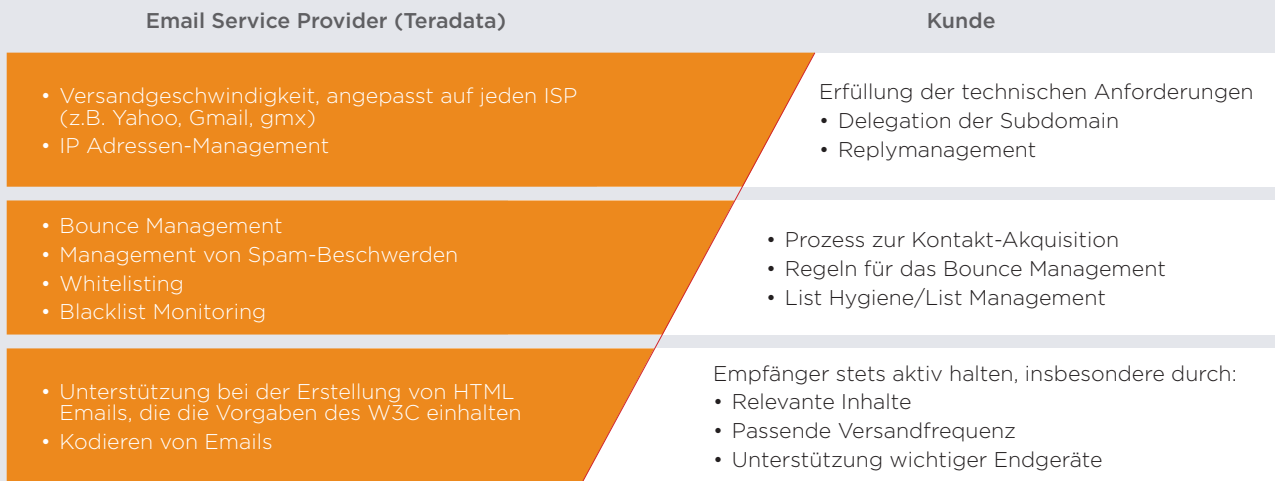 Email Service Provider (Teradata)
Kunde
• Versandgeschwindigkeit, angepasst auf jeden ISP
(z.B. Yahoo, Gmail, gmx)
• IP Adressen-Management
Erfüllung der technischen Anforderungen
• Delegation der Subdomain
• Replymanagement
• Bounce Management
• Management von Spam-Beschwerden
• Whitelisting
• Blacklist Monitoring
• Prozess zur Kontakt-Akquisition
• Regeln für das Bounce Management
• List Hygiene/List Management
• Unterstützung bei der Erstellung von HTML
Emails, die die Vorgaben des W3C einhalten
• Kodieren von Emails
Empfänger stets aktiv halten, insbesondere durch:
• Relevante Inhalte
• Passende Versandfrequenz
• Unterstützung wichtiger Endgeräte